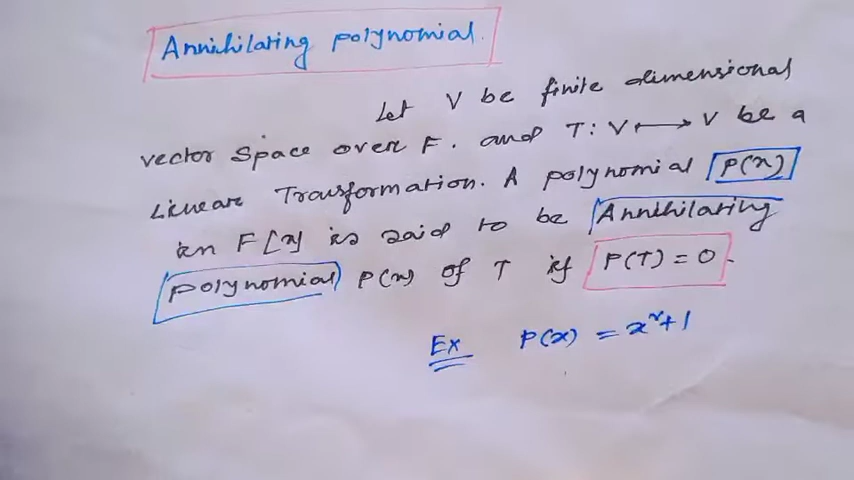 Annihilating polynomial.
Let V be finite dimensional
vector space over F. and T: V ⟼ V be a
Linear Transformation. A polynomial P(x)
in F[x] is said to be Annihilating
polynomial P(x) of T if P(T) = 0.
Ex P(x) = x²+1